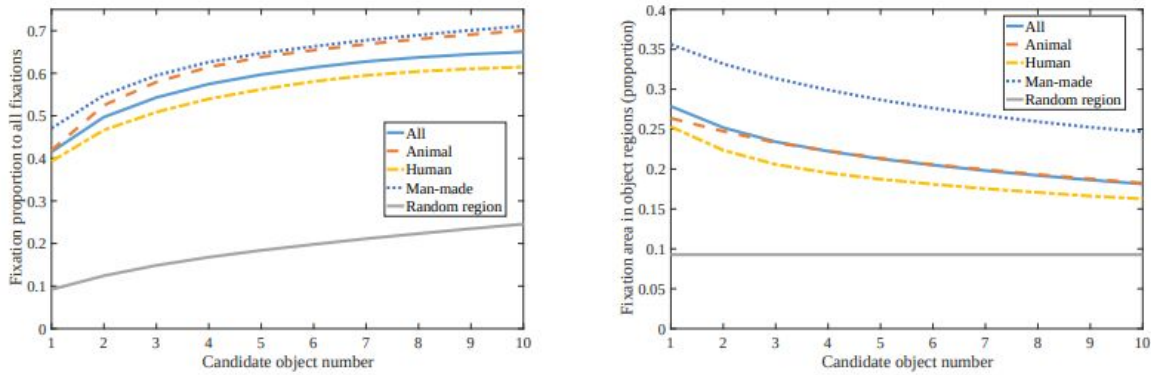 Fixation proportion to all fixations
0.7
0.6
0.5
0.4
0.3
0.2
0.1
0
1 2 3 4 5 6 7 8 9 10
Candidate object number
All
Animal
Human
Man-made
Random region
Fixation area in object regions (proportion)
0.4
0.35
0.3
0.25
0.2
0.15
0.1
0.05
0
1 2 3 4 5 6 7 8 9 10
Candidate object number
All
Animal
Human
Man-made
Random region